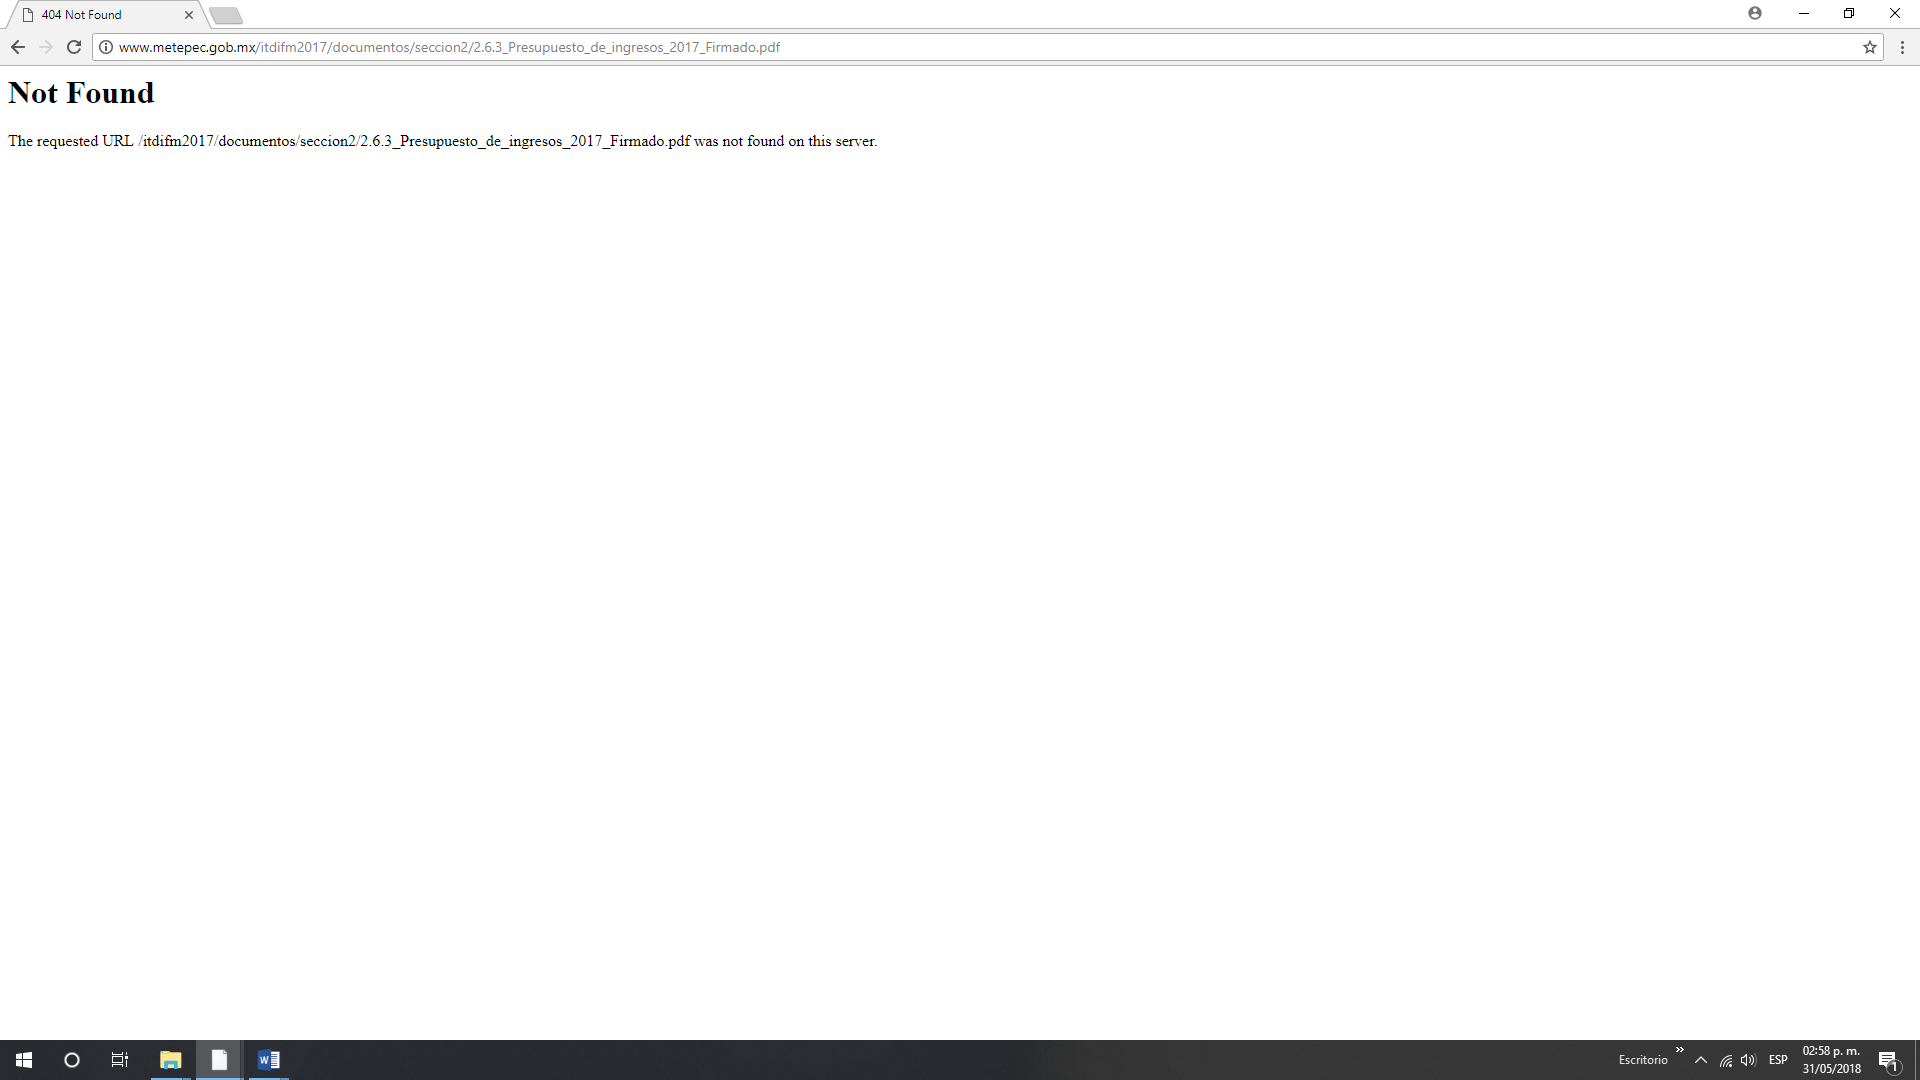 404 Not Found
www.metepec.gob.mx/itdifm2017/documentos/seccion2/2.6.3_Presupuesto_de_ingresos_2017_Firmado.pdf
Not Found
The requested URL /itdifm2017/documentos/seccion2/2.6.3_Presupuesto_de_ingresos_2017_Firmado.pdf was not found on this server.
Escritorio
ESP
02:58 p. m.
31/05/2018
1